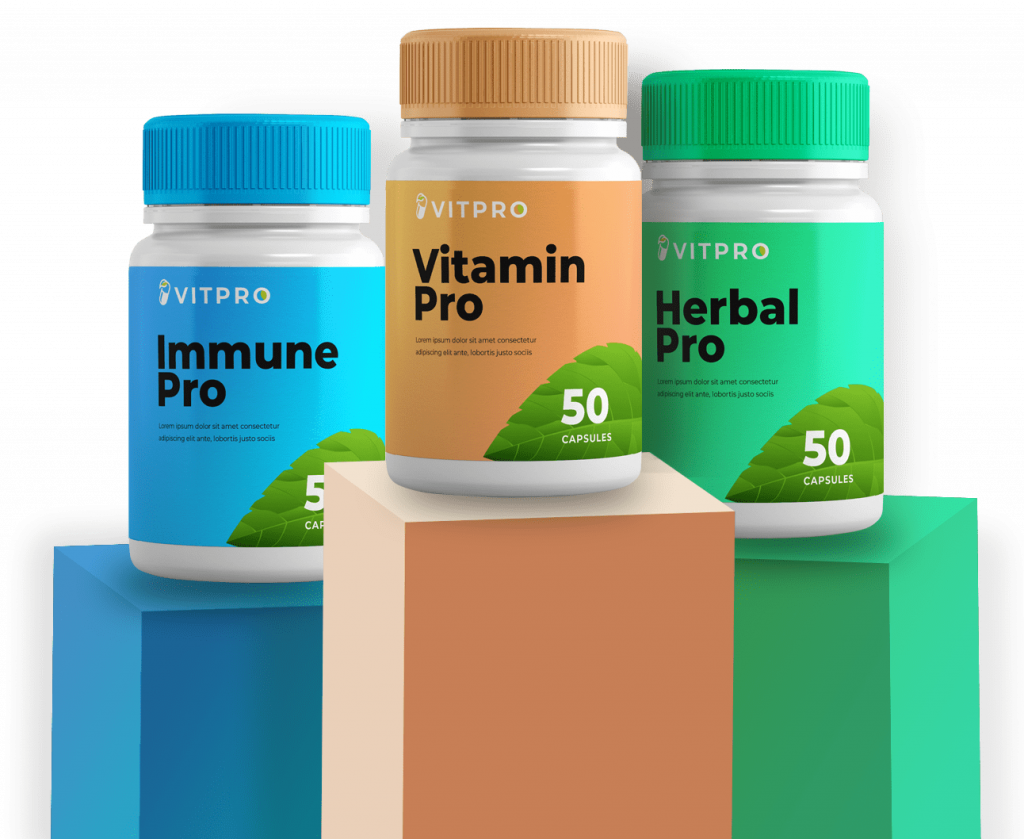 VITPRO
Immune
Pro
Lorem ipsum dolor sit amet consectetur
adipiscing elit ante, lobortis justo sociis
5
CAP
VITPRO
Vitamin
Pro
Lorem ipsum dolor sit amet consectetur
adipiscing elit ante, lobortis justo sociis
50
CAPSULES
VITPRO
Herbal
Pro
Lorem ipsum dolor sit amet consectetur
adipiscing elit ante, lobortis justo sociis
50
CAPSULES